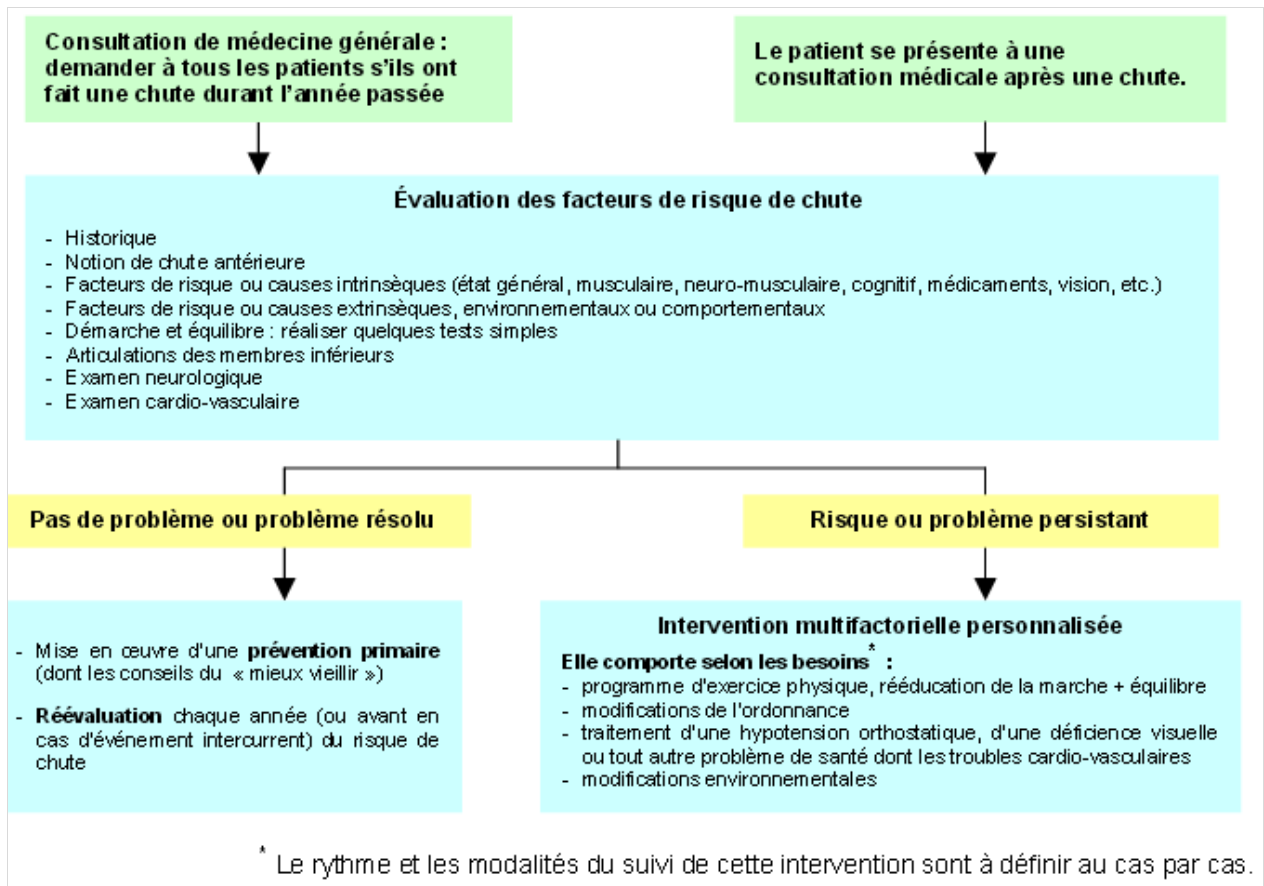 Consultation de médecine générale :
demander à tous les patients s'ils ont
fait une chute durant l'année passée
Le patient se présente à une
consultation médicale après une chute.
Évaluation des facteurs de risque de chute
- Historique
- Notion de chute antérieure
- Facteurs de risque ou causes intrinsèques (état général, musculaire, neuro-musculaire, cognitif, médicaments, vision, etc.)
- Facteurs de risque ou causes extrinsèques, environnementaux ou comportementaux
- Démarche et équilibre : réaliser quelques tests simples
- Articulations des membres inférieurs
- Examen neurologique
- Examen cardio-vasculaire
Pas de problème ou problème résolu
Risque ou problème persistant
- Mise en œuvre d'une prévention primaire
(dont les conseils du « mieux vieillir »)
- Réévaluation chaque année (ou avant en
cas d'événement intercurrent) du risque de
chute
Intervention multifactorielle personnalisée
Elle comporte selon les besoins* :
- programme d'exercice physique, rééducation de la marche + équilibre
- modifications de l'ordonnance
- traitement d'une hypotension orthostatique, d'une déficience visuelle
ou tout autre problème de santé dont les troubles cardio-vasculaires
- modifications environnementales
* Le rythme et les modalités du suivi de cette intervention sont à définir au cas par cas.